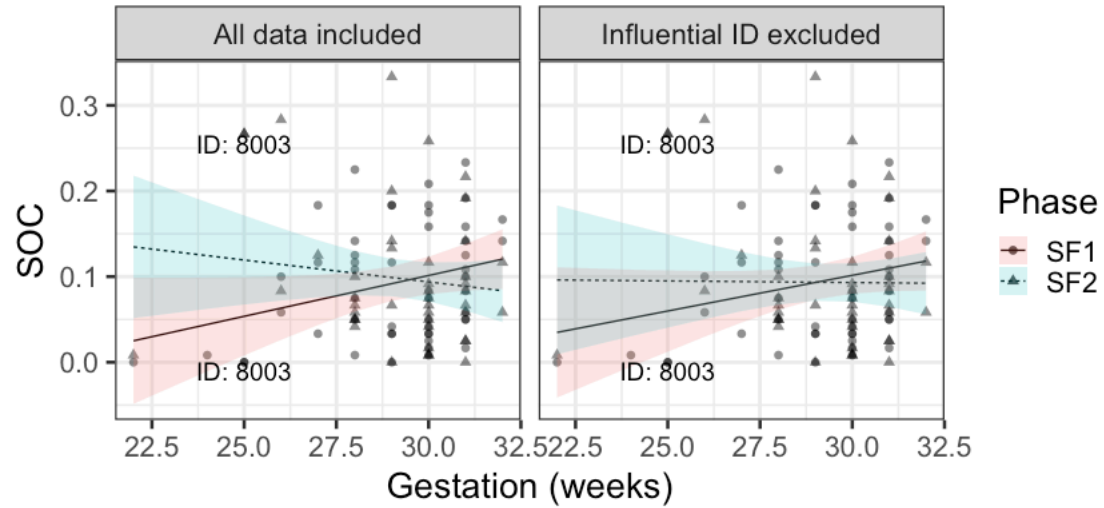 All data included
Influential ID excluded
SOC
0.3
0.2
0.1
0.0
ID: 8003
ID: 8003
ID: 8003
ID: 8003
22.5 25.0 27.5 30.0 32.5
22.5 25.0 27.5 30.0 32.5
Gestation (weeks)
Phase
SF1
SF2